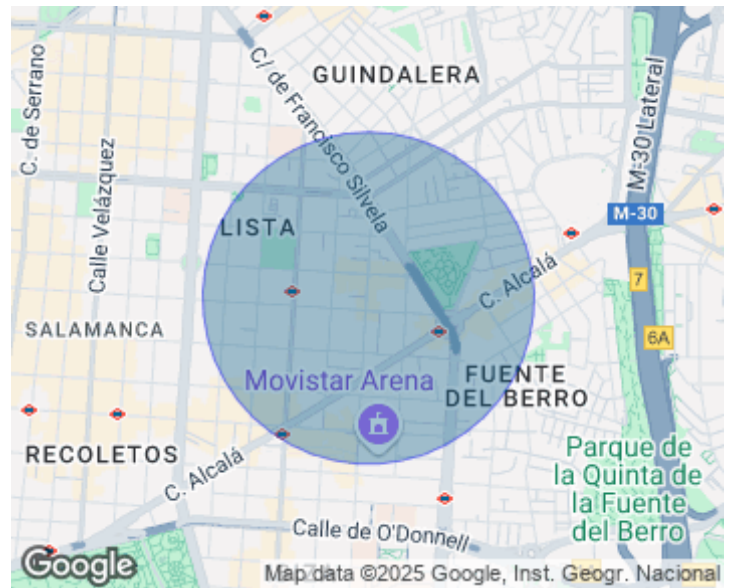 GUINDALERA
C. de Serrano
Calle Velázquez
C/ de Francisco Silvela
M-30 Lateral
M-30
LISTA
C. Alcalá
7
6A
SALAMANCA
Movistar Arena
FUENTE
DEL BERRO
RECOLETOS
C. Alcalá
Parque de
la Quinta de
la Fuente
del Berro
Calle de O'Donnell
Google
Map data ©2025 Google, Inst. Geogr. Nacional